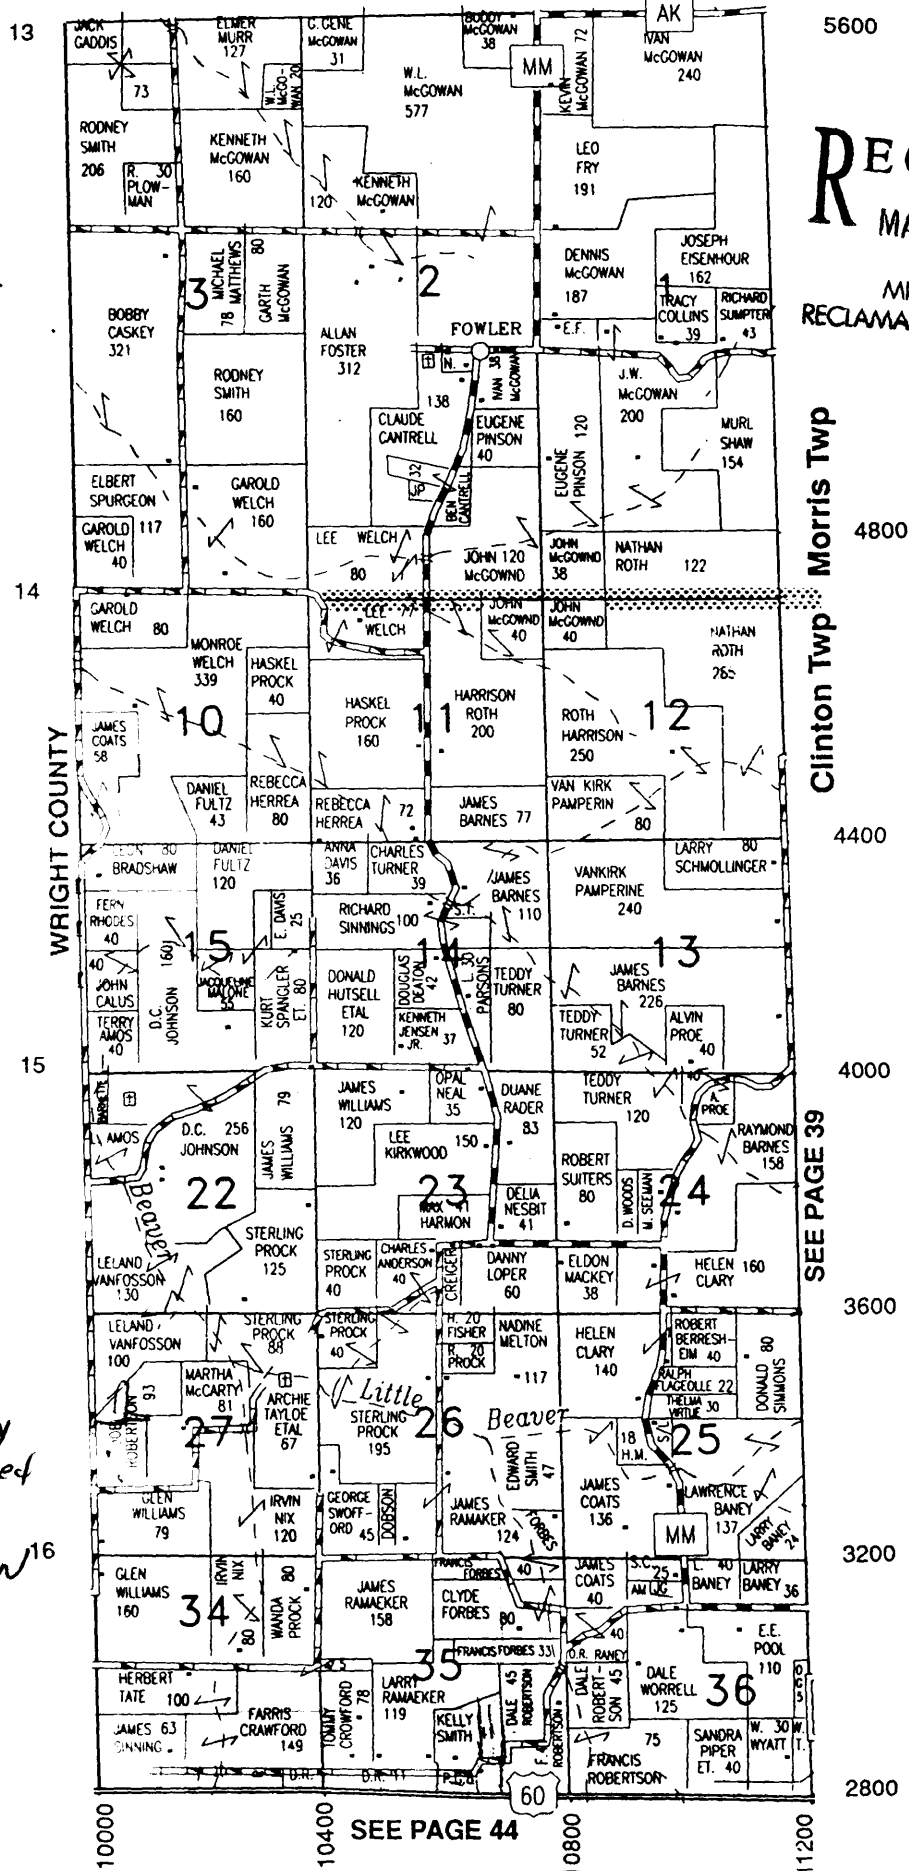 13
JACK
GADDIS
73
ELMER
MURR
127
W.L.
McGO-
WAN 20
G. GENE
McGOWAN
31
W.L.
McGOWAN
577
BUDDY
McGOWAN
38
MM
AK
KEVIN
McGOWAN 72
IVAN
McGOWAN
240
5600
RODNEY
SMITH
206
R. 30
PLOW-
MAN
KENNETH
McGOWAN
160
120
KENNETH
McGOWAN
LEO
FRY
191
BOBBY
CASKEY
321
3
MICHAEL
MATTHEWS
78
80
GARTH
McGOWAN
2
ALLAN
FOSTER
312
FOWLER
DENNIS
McGOWAN
187
JOSEPH
EISENHOUR
162
1
TRACY
COLLINS
39
RICHARD
SUMPTER
43
E.F.
RECLAMA
RODNEY
SMITH
160
N.
138
IVAN 38
McGOWAN
J.W.
McGOWAN
200
CLAUDE
CANTRELL
EUGENE
PINSON
40
32
JP
BEN
CANTRELL
EUGENE
PINSON 120
MURL
SHAW
154
ELBERT
SPURGEON
117
GAROLD
WELCH
40
GAROLD
WELCH
160
LEE WELCH
80
JOHN 120
McGOWND
JOHN
McGOWND
38
NATHAN
ROTH 122
4800
Morris Twp
14
GAROLD
WELCH 80
LEE 77
WELCH
JOHN
McGOWND
40
JOHN
McGOWND
40
NATHAN
ROTH
Clinton Twp
MONROE
WELCH
339
10
HASKEL
PROCK
40
HASKEL
PROCK
160
11
HARRISON
ROTH
200
ROTH
HARRISON
250
12
JAMES
COATS
58
WRIGHT COUNTY
DANIEL
FULTZ
43
REBECCA
HERREA
80
REBECCA
HERREA
72
JAMES
BARNES 77
VAN KIRK
PAMPERIN
80
4400
LEON 80
BRADSHAW
DANIEL
FULTZ
120
ANNA
DAVIS
36
CHARLES
TURNER
39
JAMES
BARNES
110
VANKIRK
PAMPERINE
240
LARRY 80
SCHMOLLINGER
FERN
RHODES
40
E. DAVIS
25
RICHARD
SINNINGS 100
S.T.
15
14
13
40
JOHN
CALUS
160
D.C.
JOHNSON
JACQUELINE
MALONE
55
KURT
SPANGLER
ET. 80
DONALD
HUTSELL
ETAL
120
DOUGLAS
DEATON
42
L. 30
PARSONS
TEDDY
TURNER
80
JAMES
BARNES
226
TERRY
AMOS
40
KENNETH
JENSEN
JR. 37
TEDDY
TURNER
52
ALVIN
PROE
40
15
4000
BARNETTE
L. AMOS
D.C. 256
JOHNSON
79
JAMES
WILLIAMS
JAMES
WILLIAMS
120
OPAL
NEAL
35
DUANE
RADER
83
TEDDY
TURNER
120
40
A.
PROE
RAYMOND
BARNES
158
22
LEE 150
KIRKWOOD
23
MAX 41
HARMON
DELIA
NESBIT
41
ROBERT
SUITERS
80
D. WOODS
M. SEEMAN
24
SEE PAGE 39
Beaver
STERLING
PROCK
125
STERLING
PROCK
40
CHARLES
ANDERSON
40
CREIGER
DANNY
LOPER
60
ELDON
MACKEY
38
HELEN
CLARY 160
LELAND
VANFOSSON
130
3600
LELAND
VANFOSSON
100
STERLING
PROCK
88
STERLING
PROCK
40
H. 20
FISHER
R. 20
PROCK
NADINE
MELTON
117
HELEN
CLARY
140
ROBERT
BERRESH-
EIM 40
RALPH
FLAGEOLLE 22
THELMA
VIRTUE 30
DONALD 80
SIMMONS
93
ROBERTSON
MARTHA
McCARTY
81
27
ARCHIE
TAYLOE
ETAL
67
Little
STERLING
PROCK
195
26
Beaver
EDWARD
SMITH
47
18
H.M.
S/L
25
GLEN
WILLIAMS
79
IRVIN
NIX
120
GEORGE
SWOFF-
ORD 45
DOBSON
JAMES
RAMAKER
124
FORBES
JAMES
COATS
136
MM
LAWRENCE
BANEY
137
LARRY
BANEY
24
16
3200
GLEN
WILLIAMS
160
34
IRVIN
NIX
80
80
WANDA
PROCK
JAMES
RAMAEKER
158
FRANCIS
FORBES
40
CLYDE
FORBES
80
JAMES
COATS
40
S.C.
25
AM
JG
L. 40
BANEY
LARRY
BANEY 36
FRANCIS FORBES 33
40
O.R. RANEY
E.E.
POOL
110
HERBERT
TATE 100
35
TOMMY
CRAWFORD
78
LARRY
RAMAEKER
119
KELLY
SMITH
DALE 45
ROBERTSON
DALE
ROBERT-
SON 45
DALE
WORRELL
125
36
JAMES 63
SINNING
FARRIS
CRAWFORD
149
F.
ROBERTSON
75
FRANCIS
ROBERTSON
SANDRA
PIPER
ET. 40
W. 30
WYATT
W.
T.
D.R.
D.R. 11
60
2800
10000
10400
SEE PAGE 44
10800
11200